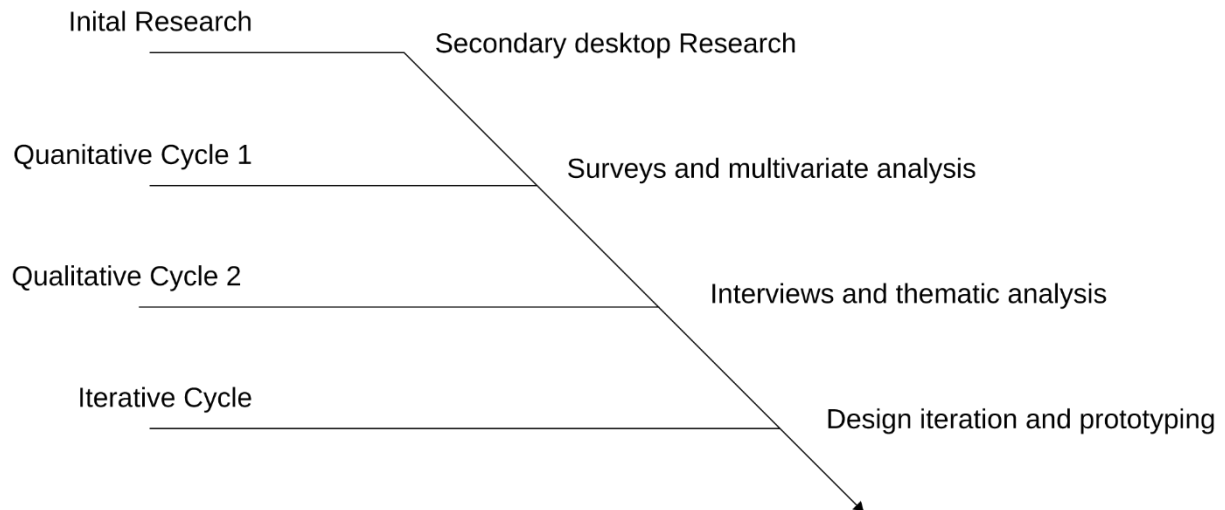 Inital Research
Secondary desktop Research
Quanitative Cycle 1
Surveys and multivariate analysis
Qualitative Cycle 2
Interviews and thematic analysis
Iterative Cycle
Design iteration and prototyping